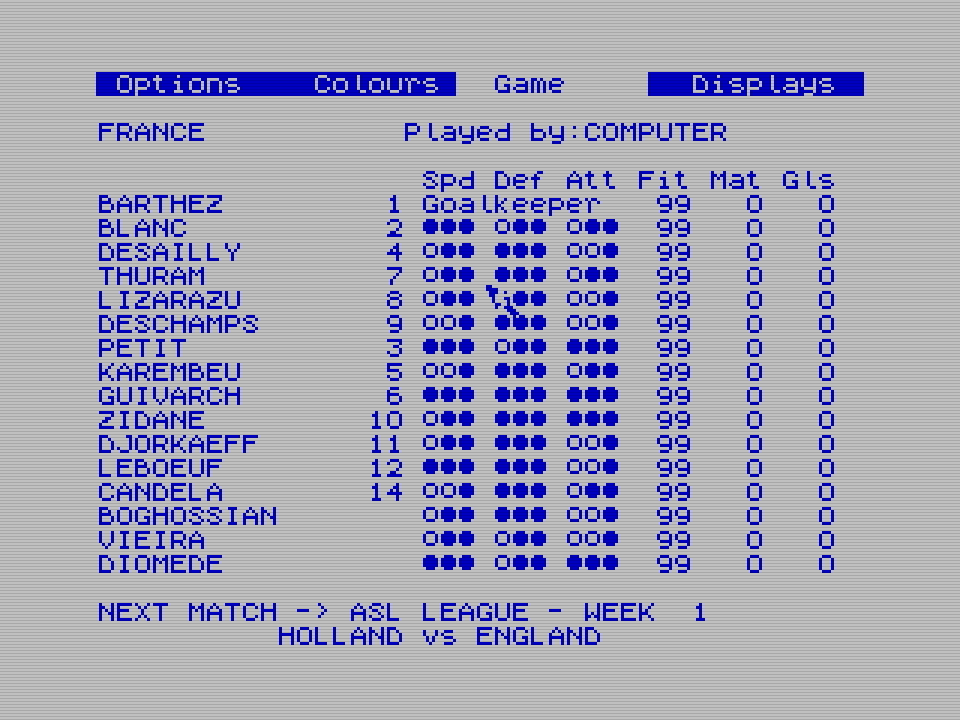 Options Colours Game Displays
FRANCE Played by:COMPUTER
Spd Def Att Fit Mat Gls
BARTHEZ 1 Goalkeeper 99 0 0
BLANC 2 99 0 0
DESAILLY 4 99 0 0
THURAM 7 99 0 0
LIZARAZU 8 99 0 0
DESCHAMPS 9 99 0 0
PETIT 3 99 0 0
KAREMBEU 5 99 0 0
GUIVARCH 6 99 0 0
ZIDANE 10 99 0 0
DJORKAEFF 11 99 0 0
LEBOEUF 12 99 0 0
CANDELA 14 99 0 0
BOGHOSSIAN 99 0 0
VIEIRA 99 0 0
DIOMEDE 99 0 0
NEXT MATCH -> ASL LEAGUE - WEEK 1
HOLLAND vs ENGLAND